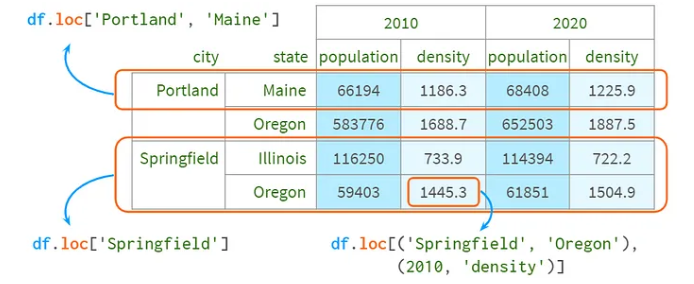 df.loc['Portland', 'Maine']
2010 2020
city state population density population density
Portland Maine 66194 1186.3 68408 1225.9
Oregon 583776 1688.7 652503 1887.5
Springfield Illinois 116250 733.9 114394 722.2
Oregon 59403 1445.3 61851 1504.9
df.loc['Springfield']
df.loc[('Springfield', 'Oregon'),
(2010, 'density')]